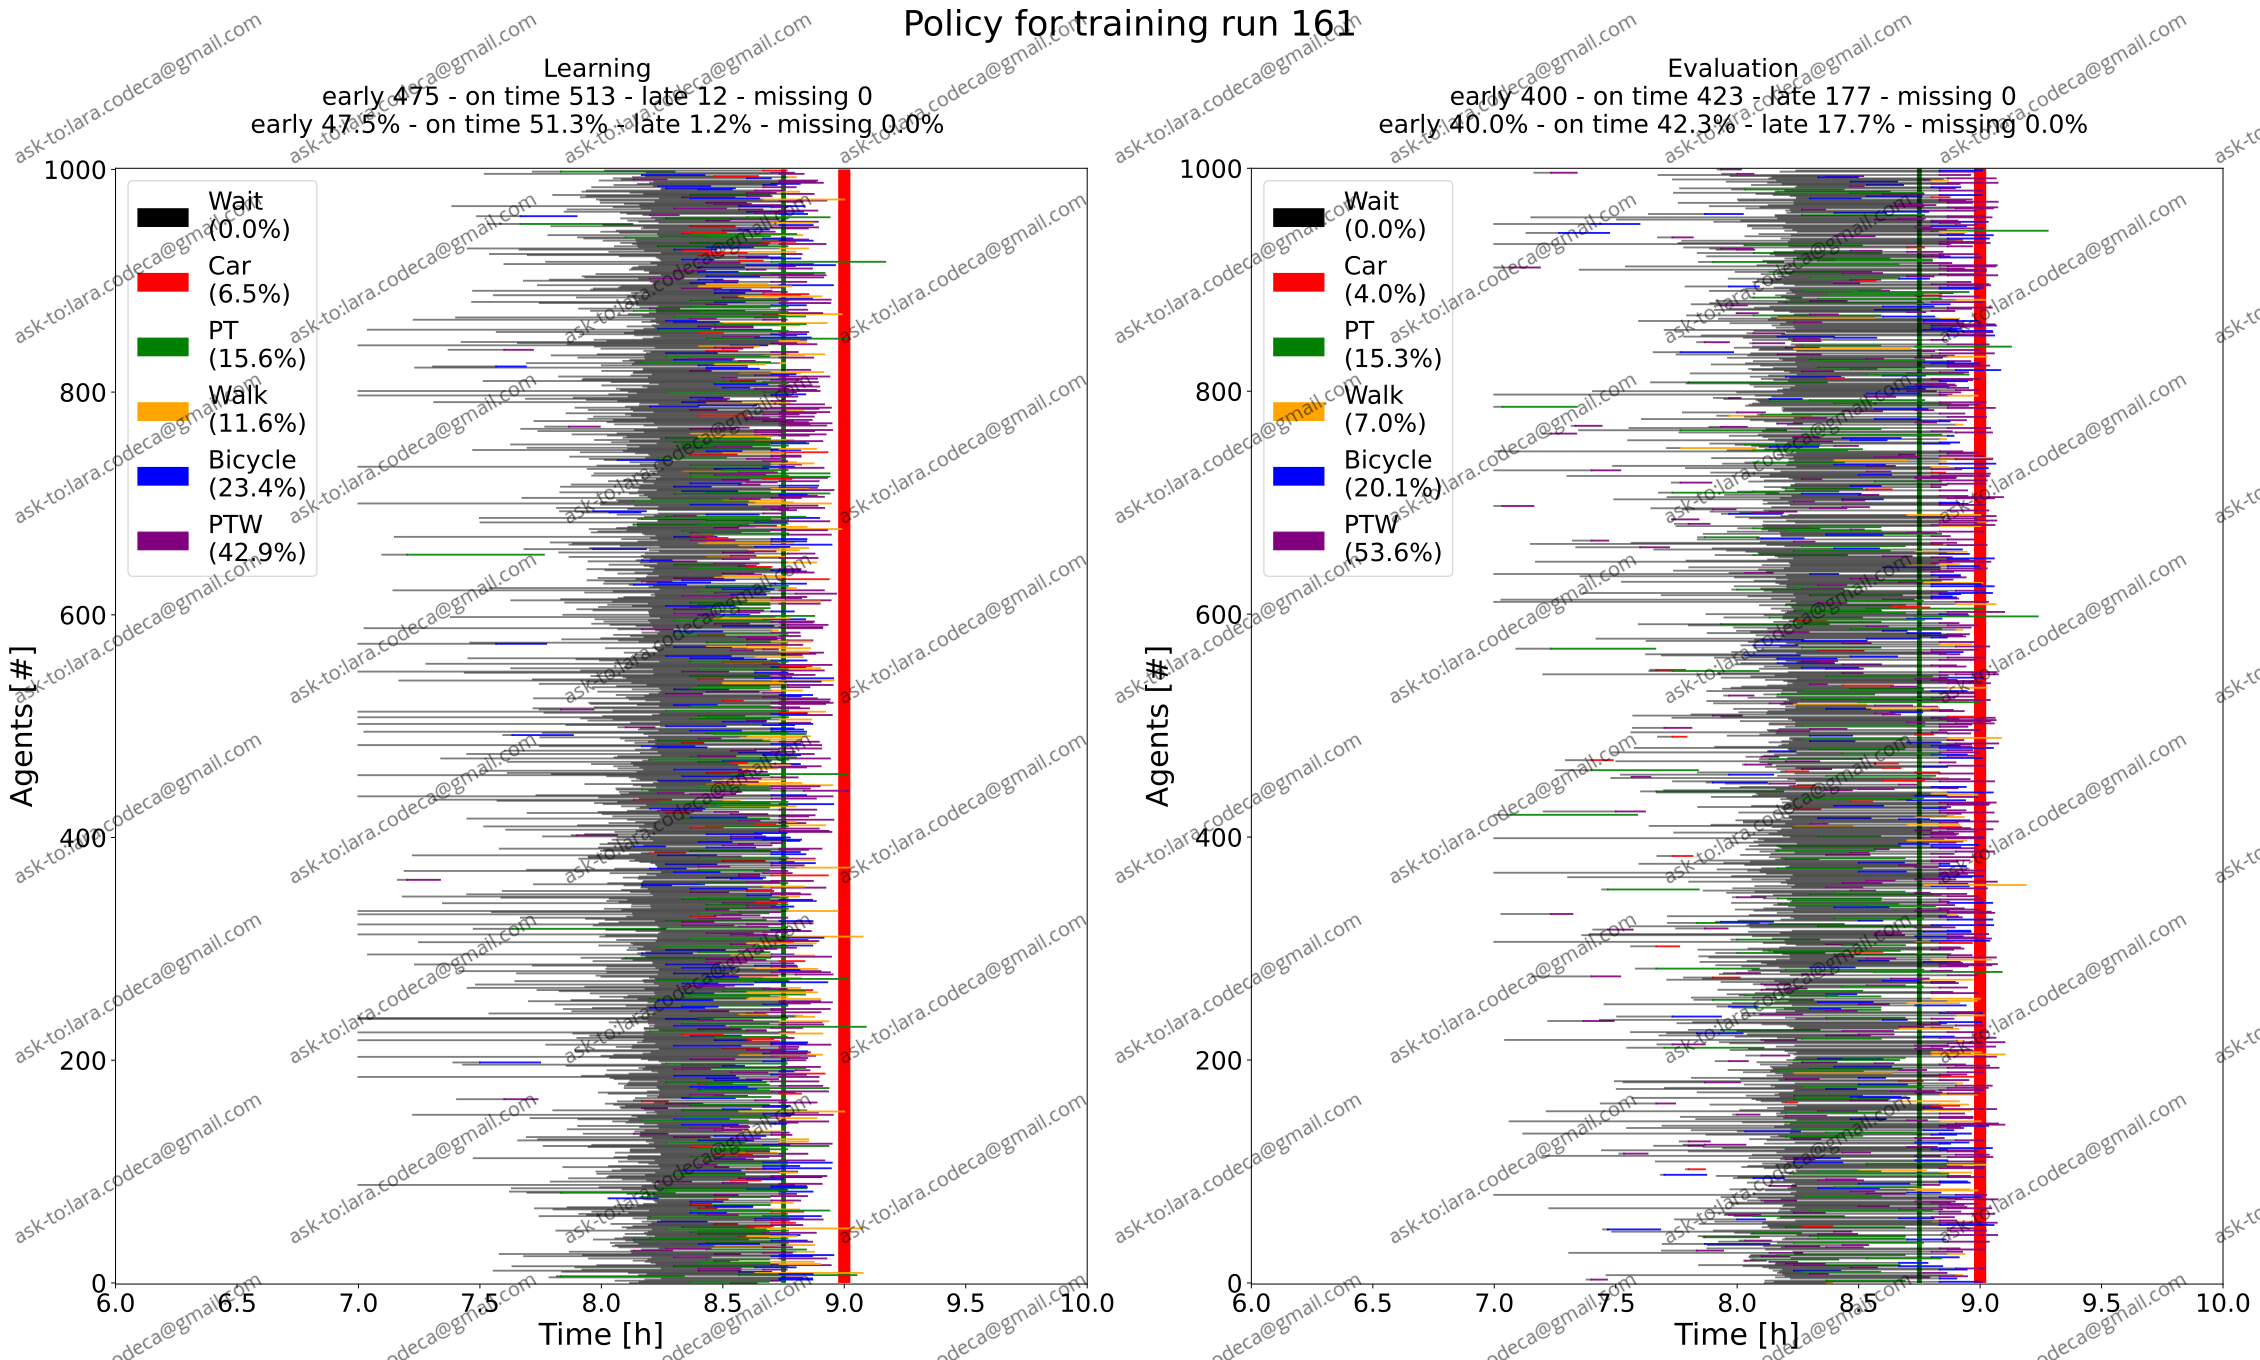 Policy for training run 161
Learning
early 475 - on time 513 - late 12 - missing 0
early 47.5% - on time 51.3% - late 1.2% - missing 0.0%
1000
800
600
400
200
0
Agents [#]
Wait
(0.0%)
Car
(6.5%)
PT
(15.6%)
Walk
(11.6%)
Bicycle
(23.4%)
PTW
(42.9%)
6.0 6.5 7.0 7.5 8.0 8.5 9.0 9.5 10.0
Time [h]
Evaluation
early 400 - on time 423 - late 177 - missing 0
early 40.0% - on time 42.3% - late 17.7% - missing 0.0%
1000
800
600
400
200
0
Agents [#]
Wait
(0.0%)
Car
(4.0%)
PT
(15.3%)
Walk
(7.0%)
Bicycle
(20.1%)
PTW
(53.6%)
6.0 6.5 7.0 7.5 8.0 8.5 9.0 9.5 10.0
Time [h]
ask-to:lara.codeca@gmail.com